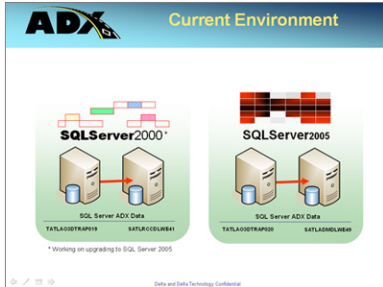 ADX
Current Environment
SQLServer2000*
SQL Server ADX Data
TATLAO3DTRAP019
SATLRCCDLWE41
SQLServer2005
SQL Server ADX Data
TATLAO3DTRAP020
SATLADMDLWE40
* Working on upgrading to SQL Server 2005
Delta and Delta Technology Confidential